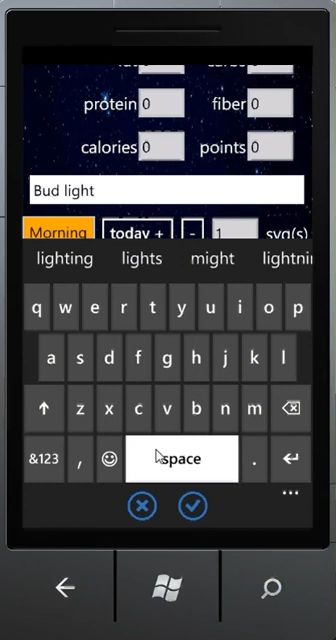 protein 0 fiber 0
calories 0 points 0
Bud light
Morning today + - 1 svg(s)
lighting lights might
q w e r t y u i o p
a s d f g h j k l
z x c v b n m
&123 , space .